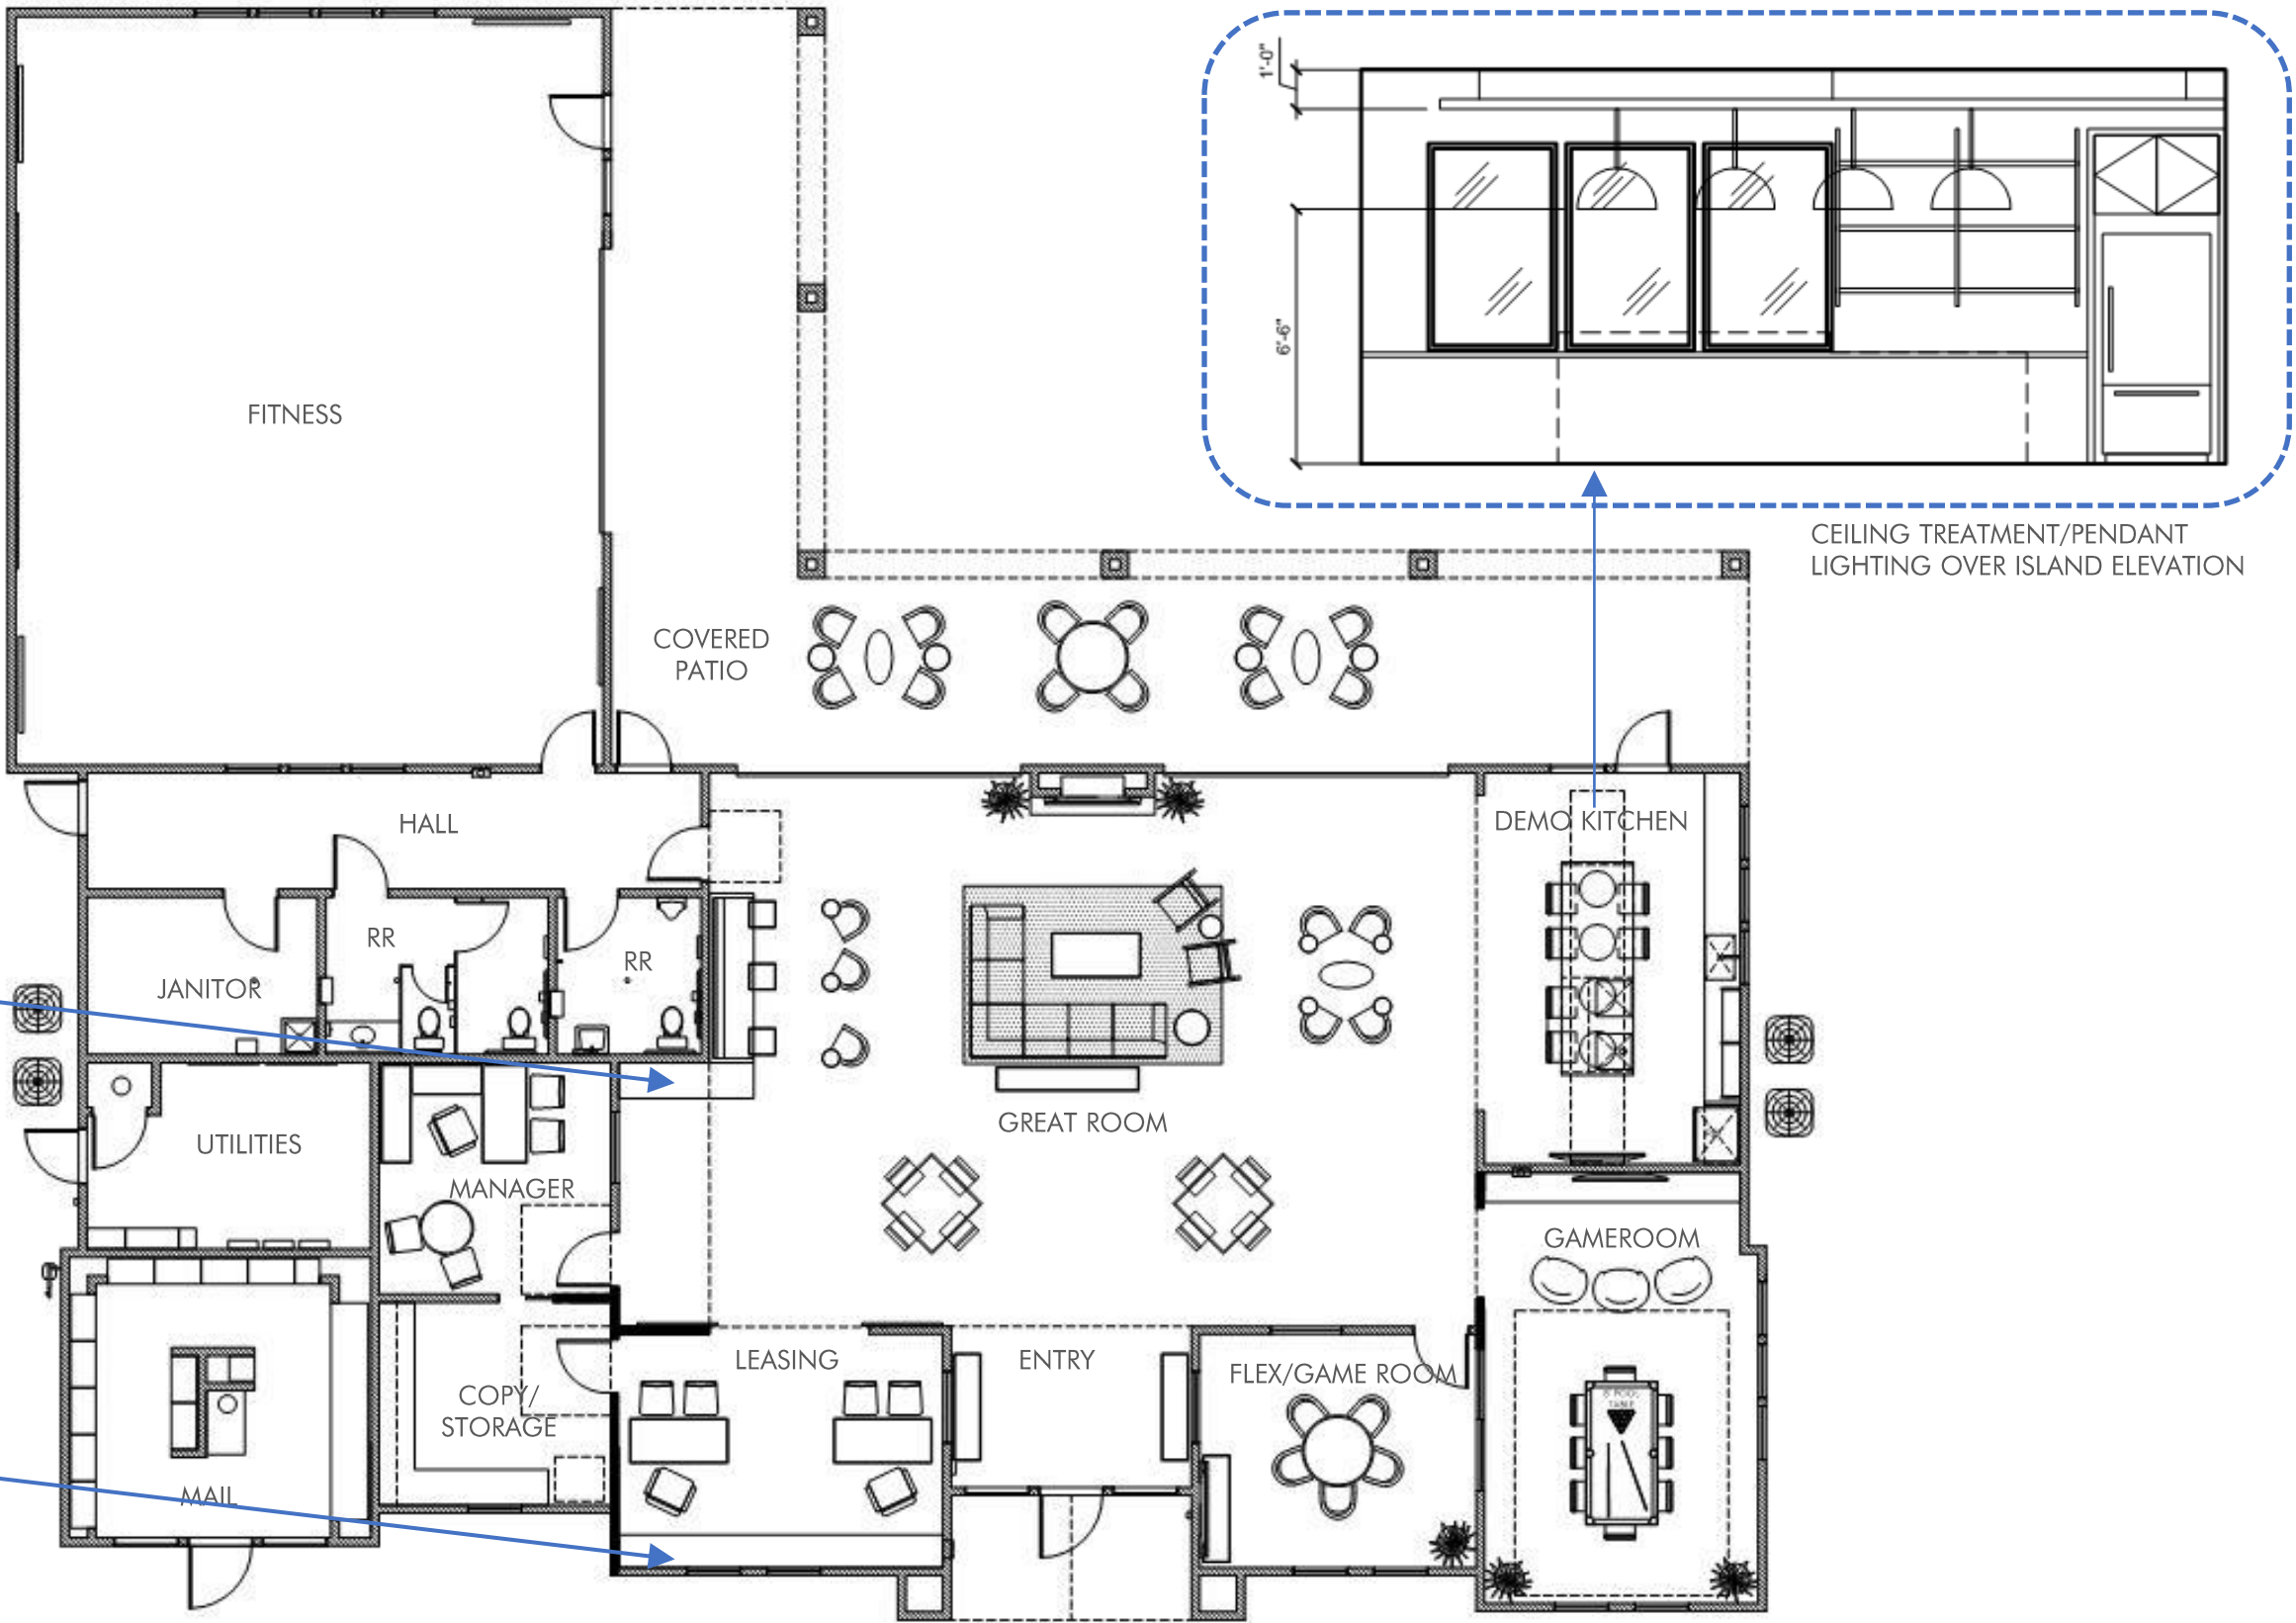 1'-0"
6'-6"
CEILING TREATMENT/PENDANT
LIGHTING OVER ISLAND ELEVATION
FITNESS
COVERED
PATIO
HALL
DEMO KITCHEN
RR
RR
JANITOR
GREAT ROOM
UTILITIES
MANAGER
GAMEROOM
LEASING
ENTRY
FLEX/GAME ROOM
COPY/
STORAGE
MAIL
TABLE